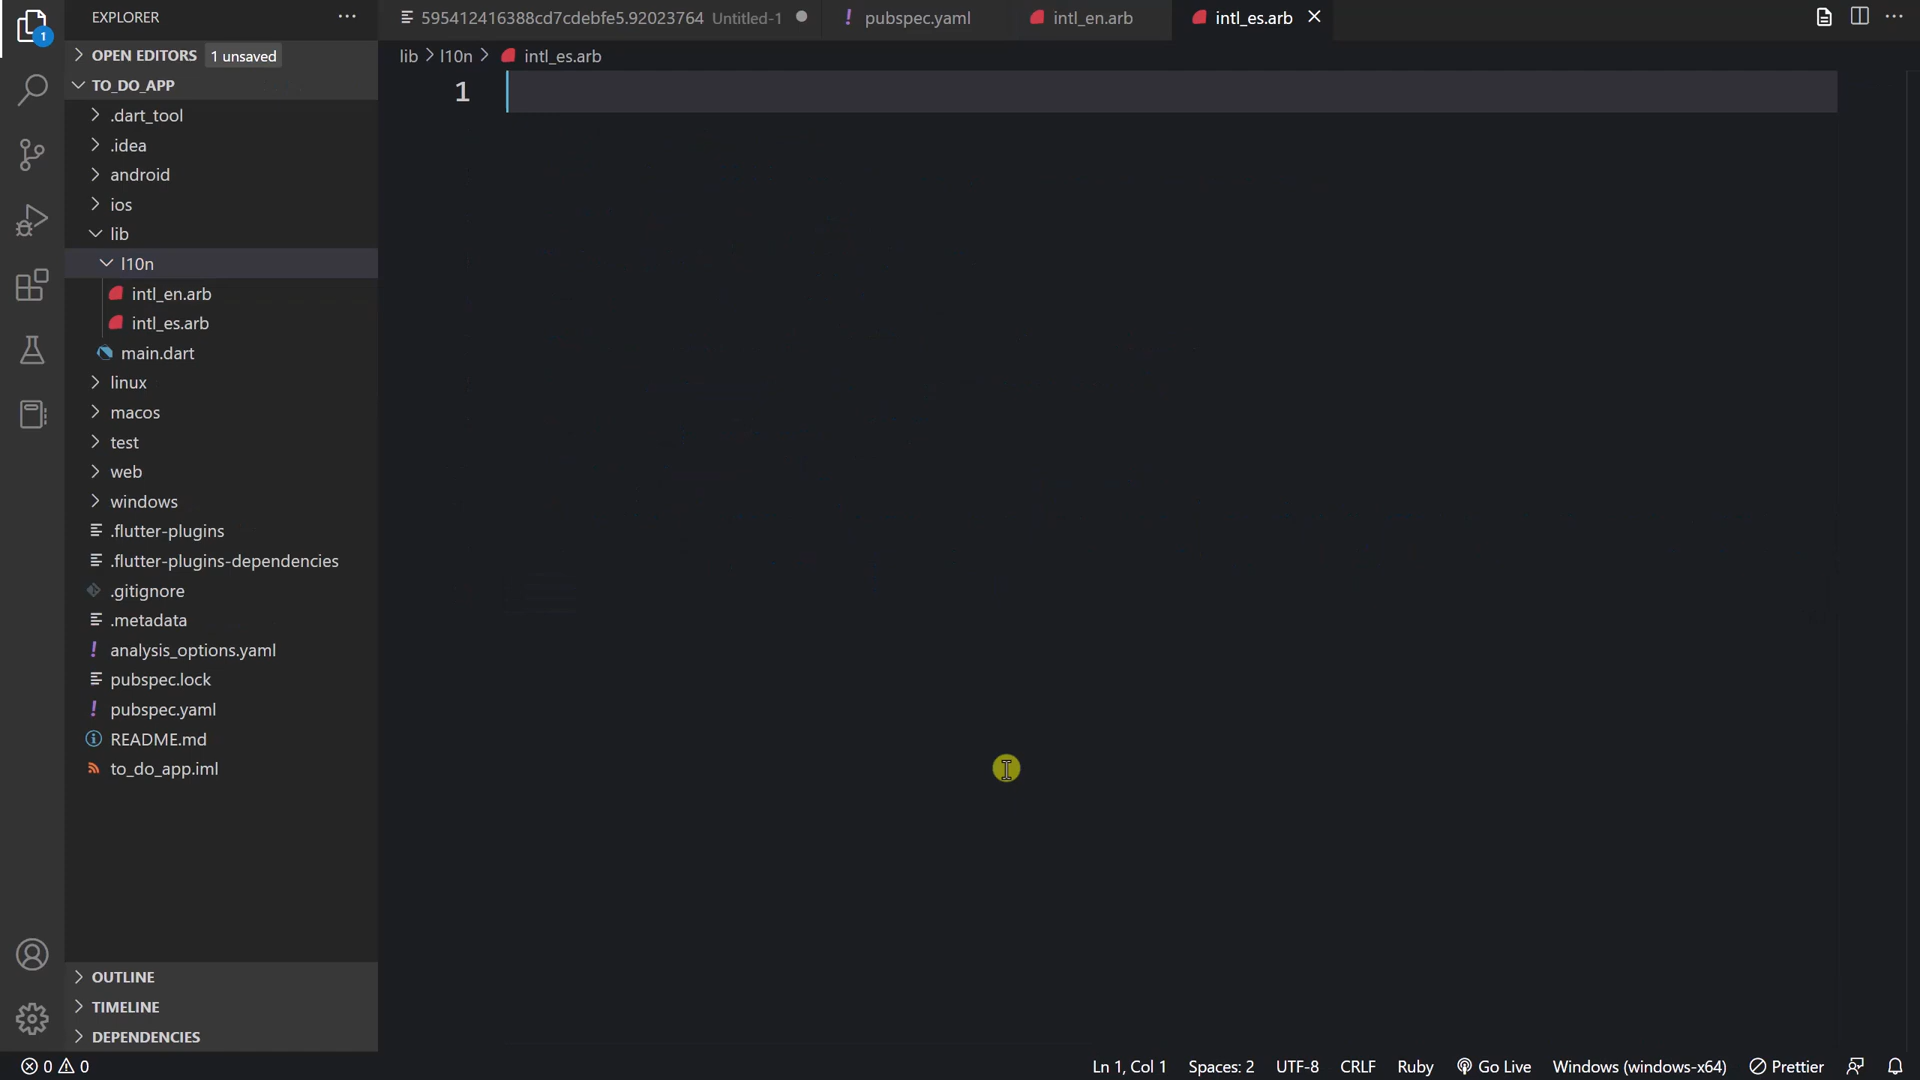 EXPLORER
OPEN EDITORS 1 unsaved
TO_DO_APP
.dart_tool
.idea
android
ios
lib
l10n
intl_en.arb
intl_es.arb
main.dart
linux
macos
test
web
windows
.flutter-plugins
.flutter-plugins-dependencies
.gitignore
.metadata
analysis_options.yaml
pubspec.lock
pubspec.yaml
README.md
to_do_app.iml
OUTLINE
TIMELINE
DEPENDENCIES
1
595412416388cd7cdebfe5.92023764 Untitled-1 pubspec.yaml intl_en.arb intl_es.arb
lib > l10n > intl_es.arb
1
0 0 Ln 1, Col 1 Spaces: 2 UTF-8 CRLF Ruby Go Live Windows (windows-x64) Prettier